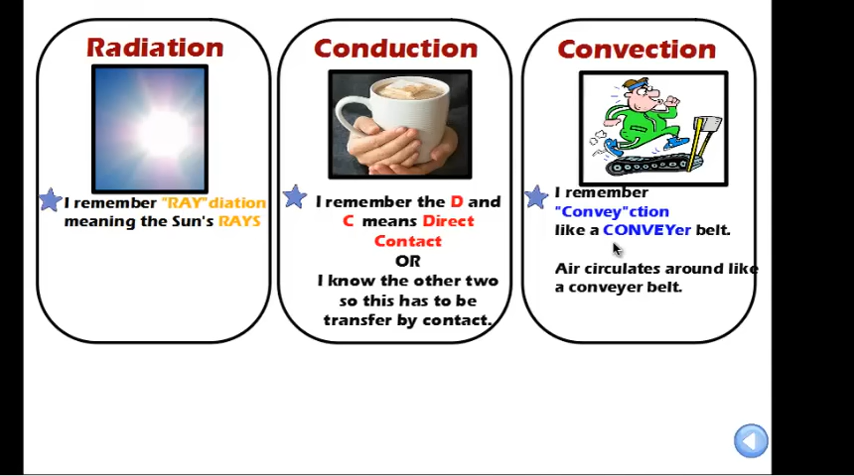 Radiation
I remember "RAY"diation
meaning the Sun's RAYS
Conduction
I remember the D and
C means Direct
Contact
OR
I know the other two
so this has to be
transfer by contact.
Convection
I remember
"Convey"ction
like a CONVEYer belt.
Air circulates around like
a conveyer belt.